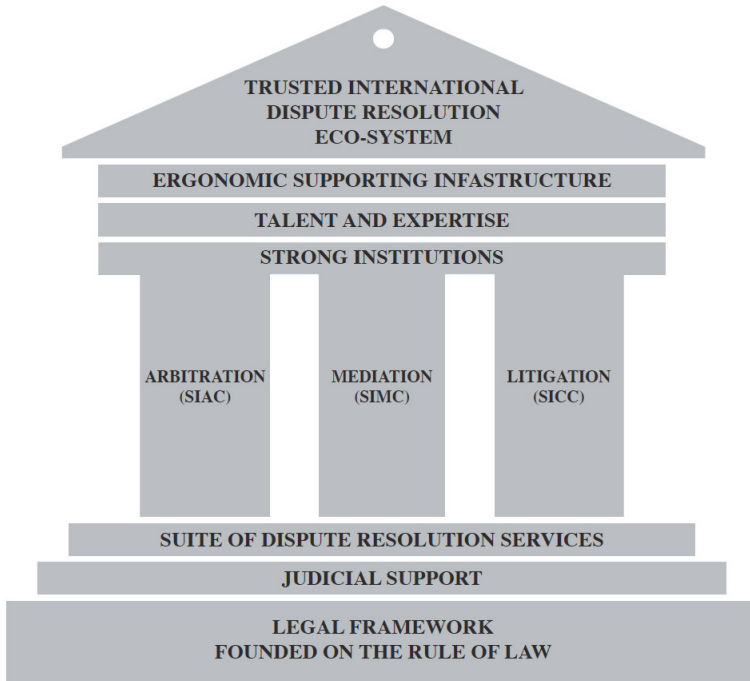 TRUSTED INTERNATIONAL
DISPUTE RESOLUTION
ECO-SYSTEM
ERGONOMIC SUPPORTING INFASTRUCTURE
TALENT AND EXPERTISE
STRONG INSTITUTIONS
ARBITRATION
(SIAC)
MEDIATION
(SIMC)
LITIGATION
(SICC)
SUITE OF DISPUTE RESOLUTION SERVICES
JUDICIAL SUPPORT
LEGAL FRAMEWORK
FOUNDED ON THE RULE OF LAW